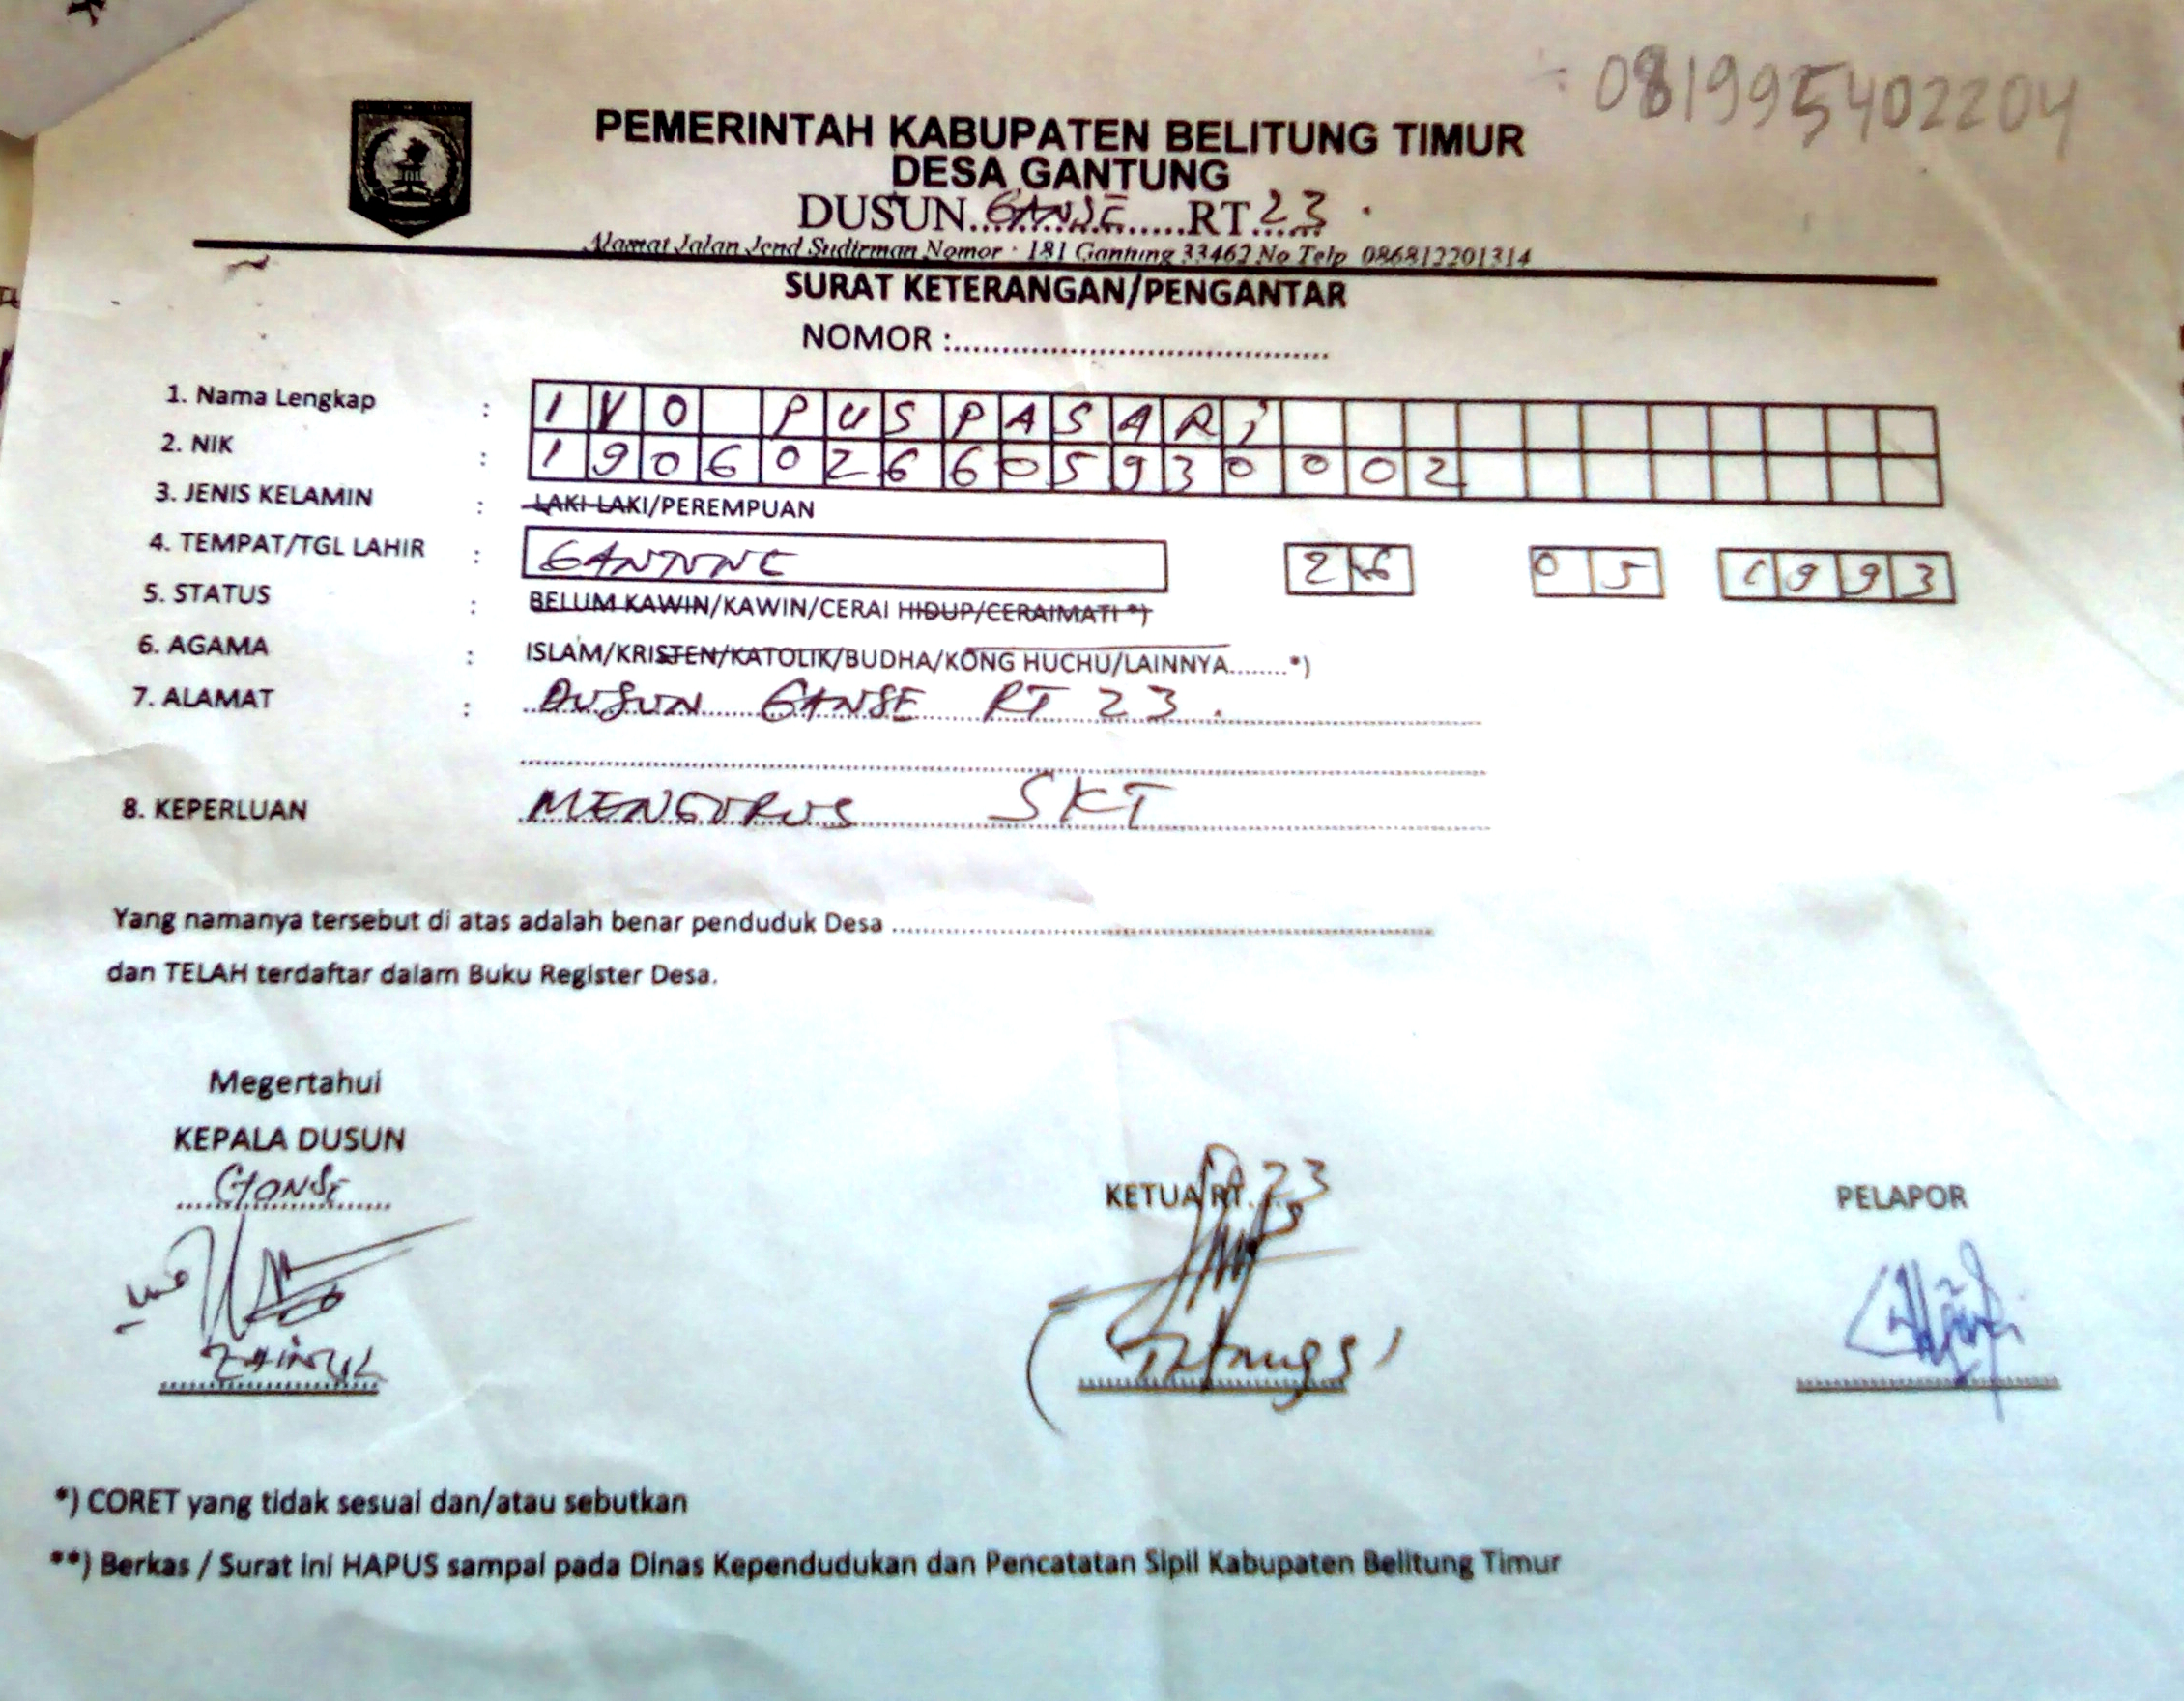 081995402204
PEMERINTAH KABUPATEN BELITUNG TIMUR
DESA GANTUNG
DUSUN..GANSE......RT.23
Alamat Jalan Jend Sudirman Nomor : 181 Gantung 33462 No Telp 086812201314
SURAT KETERANGAN/PENGANTAR
NOMOR :..........................................
1. Nama Lengkap : IVO PUSPASARi
2. NIK : 1906026605930002
3. JENIS KELAMIN : LAKI-LAKI/PEREMPUAN
4. TEMPAT/TGL LAHIR : GANTUNG 26 05 1993
5. STATUS : BELUM KAWIN/KAWIN/CERAI HIDUP/CERAIMATI *)
6. AGAMA : ISLAM/KRISTEN/KATOLIK/BUDHA/KONG HUCHU/LAINNYA........*)
7. ALAMAT : DUSUN GANSE RT 23.
8. KEPERLUAN MENGURUS SKT
Yang namanya tersebut di atas adalah benar penduduk Desa ..........................................
dan TELAH terdaftar dalam Buku Register Desa.
Megertahui
KEPALA DUSUN
GANSE
KETUA RT. 23
PELAPOR
ZAINUL
*) CORET yang tidak sesuai dan/atau sebutkan
**) Berkas / Surat ini HAPUS sampai pada Dinas Kependudukan dan Pencatatan Sipil Kabupaten Belitung Timur